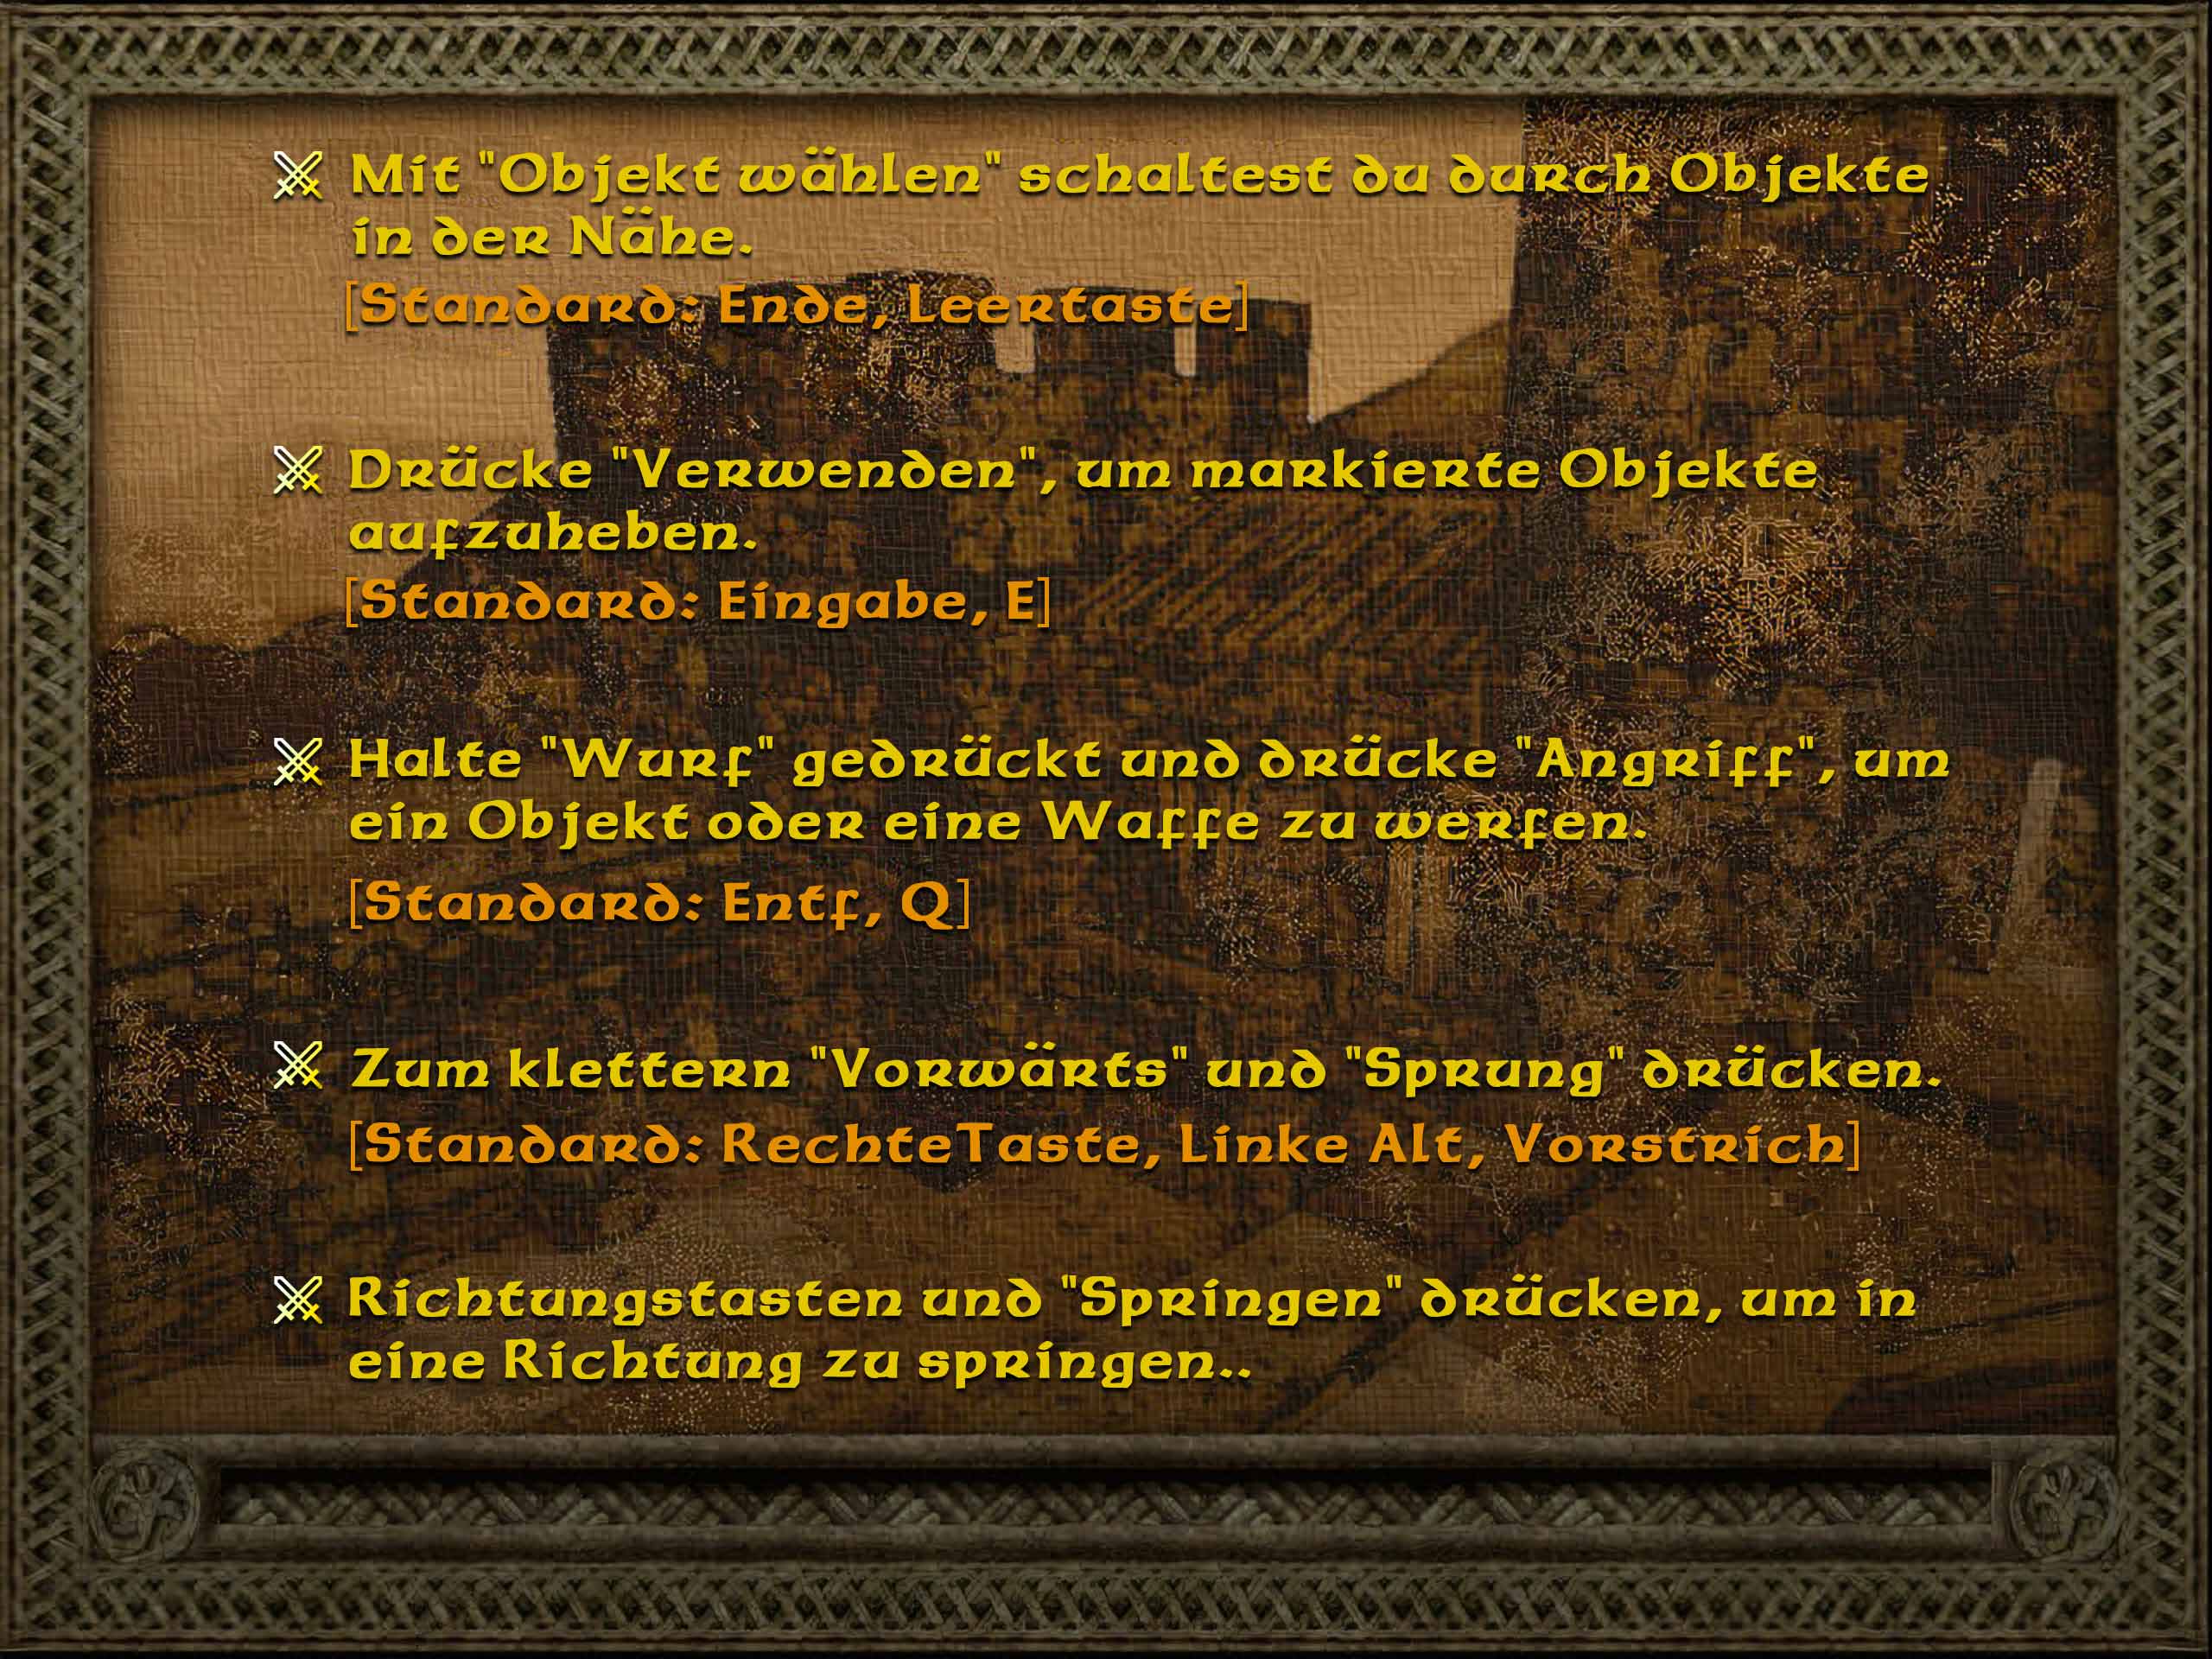 Mit "Objekt wählen" schaltest du durch Objekte
in der Nähe.
[Standard: Ende, Leertaste]
Drücke "Verwenden", um markierte Objekte
aufzuheben.
[Standard: Eingabe, E]
Halte "Wurf" gedrückt und drücke "Angriff", um
ein Objekt oder eine Waffe zu werfen.
[Standard: Entf, Q]
Zum klettern "Vorwärts" und "Sprung" drücken.
[Standard: RechteTaste, Linke Alt, Vorstrich]
Richtungstasten und "Springen" drücken, um in
eine Richtung zu springen..